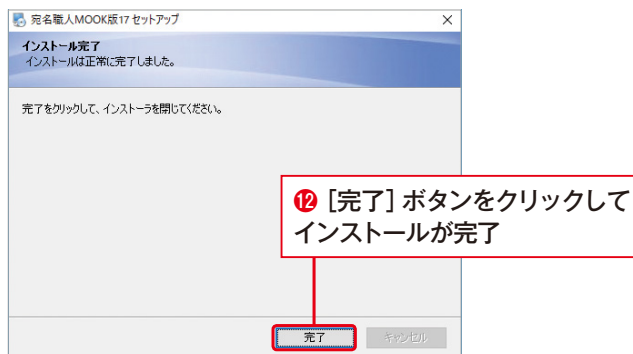 宛名職人MOOK版17 セットアップ
インストール完了
インストールは正常に完了しました。
完了をクリックして、インストーラを閉じてください。
⓬［完了］ボタンをクリックして
インストールが完了
完了
キャンセル